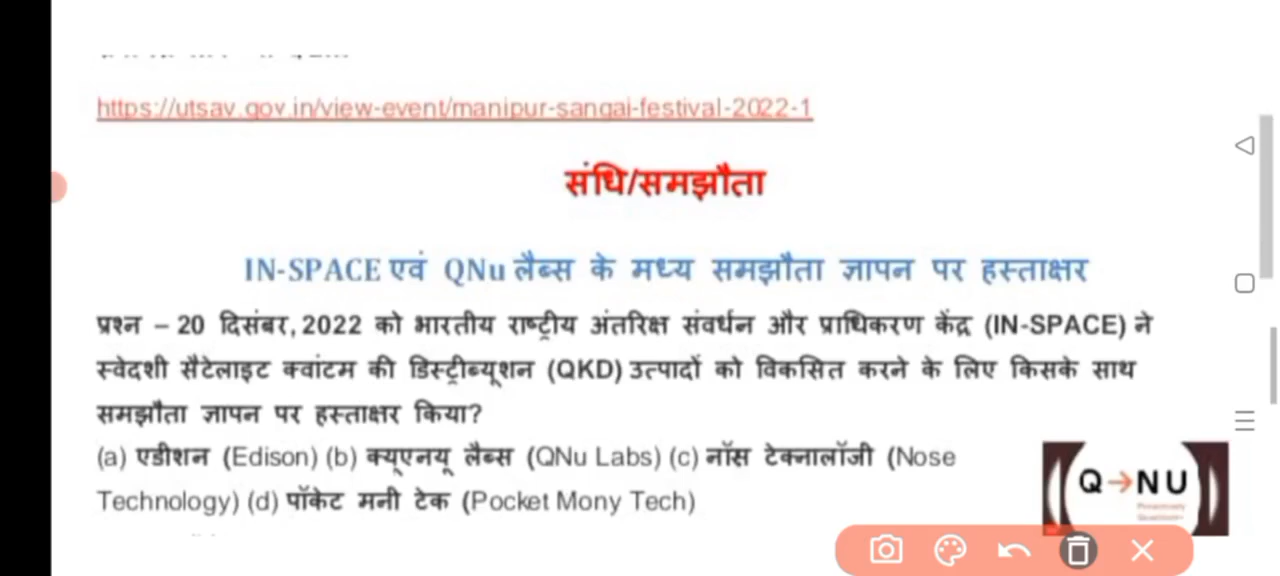 https://utsav.gov.in/view-event/manipur-sangai-festival-2022-1
संधि/समझौता
IN-SPACE एवं QNu लैब्स के मध्य समझौता ज्ञापन पर हस्ताक्षर
प्रश्न – 20 दिसंबर, 2022 को भारतीय राष्ट्रीय अंतरिक्ष संवर्धन और प्राधिकरण केंद्र (IN-SPACE) ने
स्वेदशी सैटेलाइट क्वांटम की डिस्ट्रीब्यूशन (QKD) उत्पादों को विकसित करने के लिए किसके साथ
समझौता ज्ञापन पर हस्ताक्षर किया?
(a) एडीशन (Edison) (b) क्यूएनयू लैब्स (QNu Labs) (c) नॉस टेक्नालॉजी (Nose
Technology) (d) पॉकेट मनी टेक (Pocket Mony Tech)
Q→NU